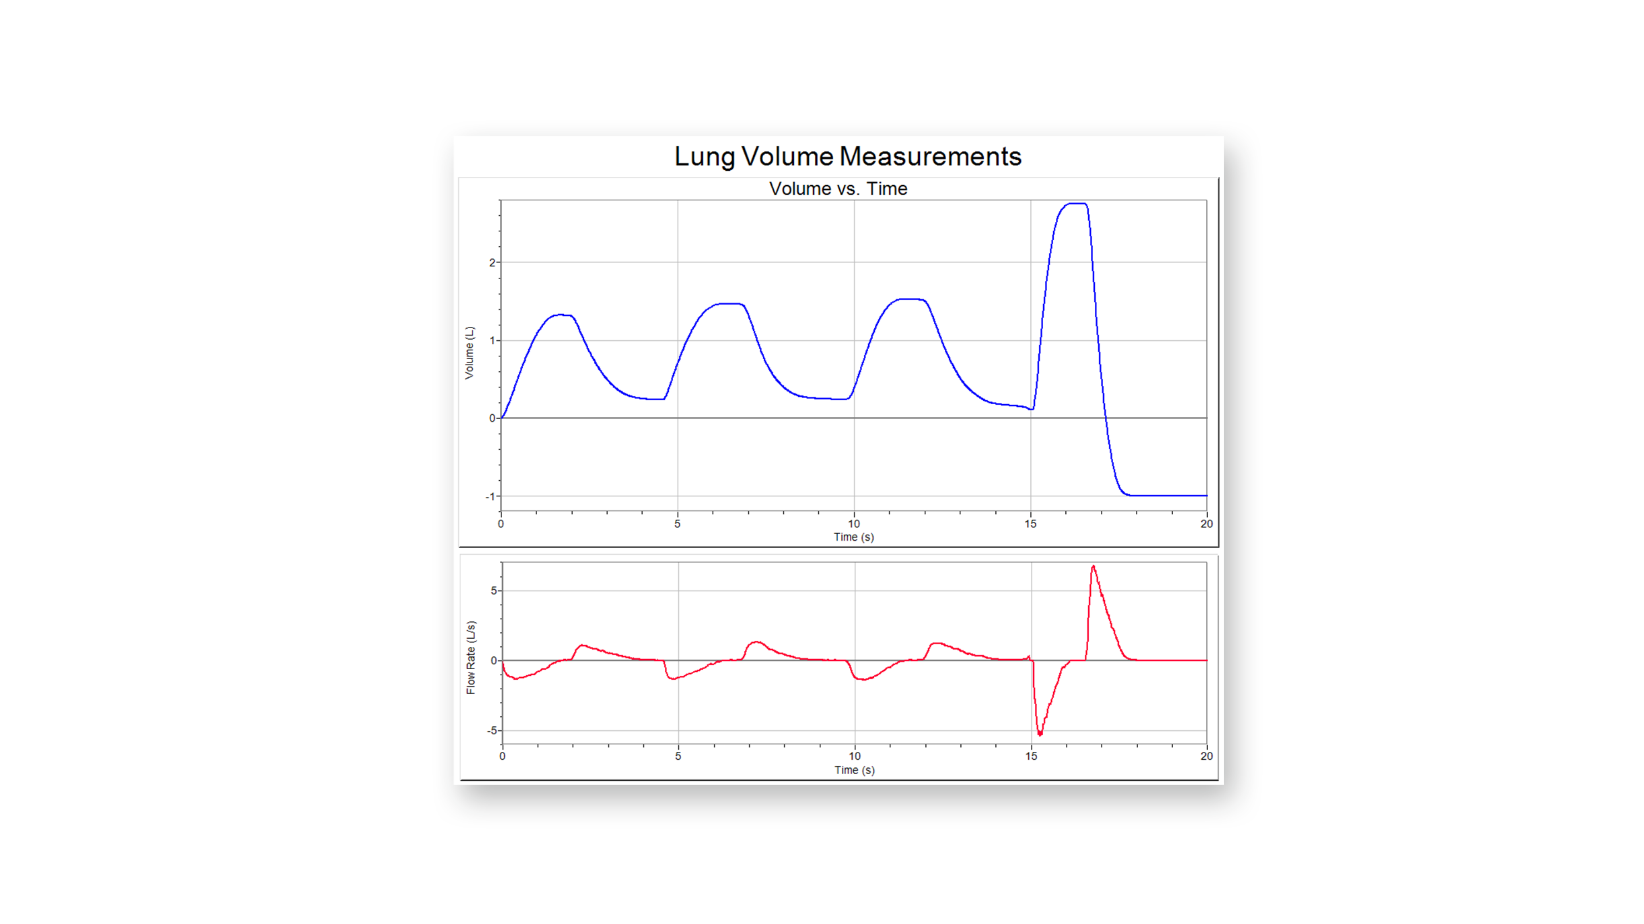 Lung Volume Measurements
Volume vs. Time
2
1
0
-1
Volume (L)
0 5 10 15 20
Time (s)
5
0
-5
Flow Rate (L/s)
0 5 10 15 20
Time (s)